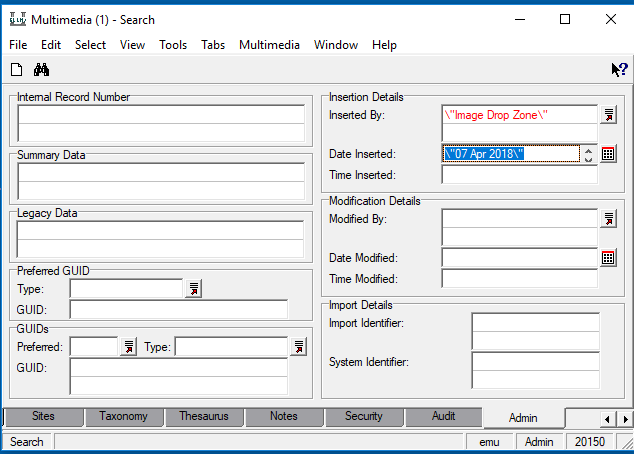 Multimedia (1) - Search
File Edit Select View Tools Tabs Multimedia Window Help
Internal Record Number
Summary Data
Legacy Data
Preferred GUID
Type:
GUID:
GUIDs
Preferred: Type:
GUID:
Insertion Details
Inserted By: \"Image Drop Zone\"
Date Inserted: \"07 Apr 2018\"
Time Inserted:
Modification Details
Modified By:
Date Modified:
Time Modified:
Import Details
Import Identifier:
System Identifier:
Sites Taxonomy Thesaurus Notes Security Audit Admin
Search emu Admin 20150